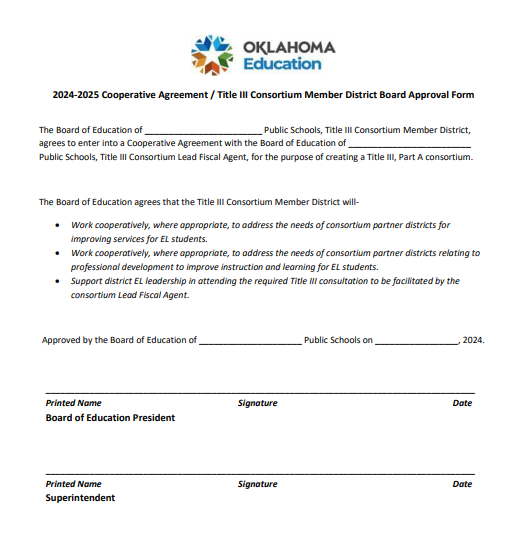 OKLAHOMA
Education
2024-2025 Cooperative Agreement / Title III Consortium Member District Board Approval Form
The Board of Education of ________________________ Public Schools, Title III Consortium Member District,
agrees to enter into a Cooperative Agreement with the Board of Education of _________________________
Public Schools, Title III Consortium Lead Fiscal Agent, for the purpose of creating a Title III, Part A consortium.
The Board of Education agrees that the Title III Consortium Member District will-
• Work cooperatively, where appropriate, to address the needs of consortium partner districts for
improving services for EL students.
• Work cooperatively, where appropriate, to address the needs of consortium partner districts relating to
professional development to improve instruction and learning for EL students.
• Support district EL leadership in attending the required Title III consultation to be facilitated by the
consortium Lead Fiscal Agent.
Approved by the Board of Education of _____________________ Public Schools on _________________, 2024.
Printed Name Signature Date
Board of Education President
Printed Name Signature Date
Superintendent